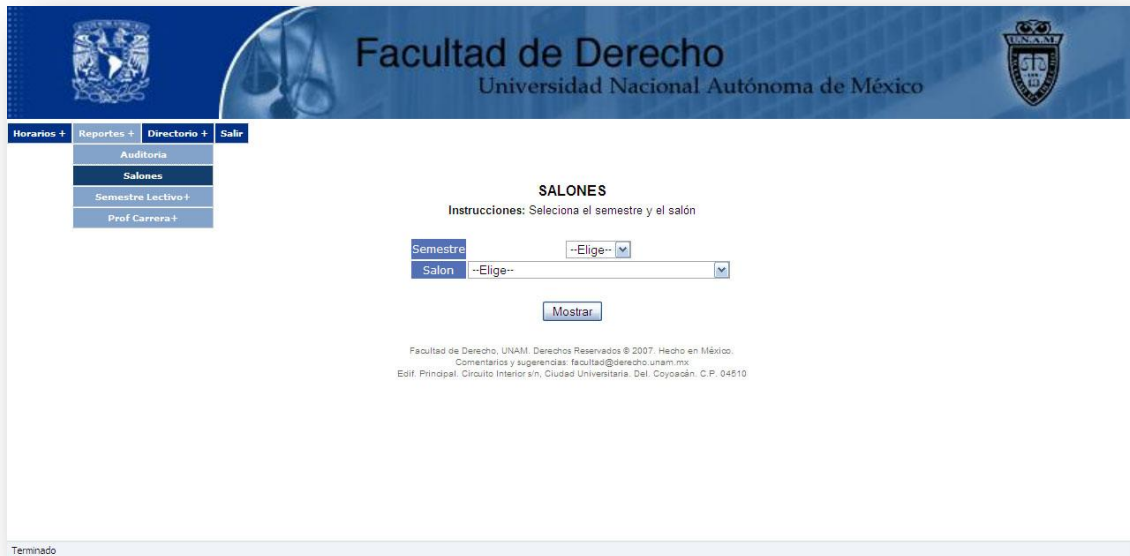 Facultad de Derecho
Universidad Nacional Autónoma de México
U.N.A.M.
Horarios + Reportes + Directorio + Salir
Auditoria
Salones
Semestre Lectivo+
Prof Carrera+
SALONES
Instrucciones: Seleciona el semestre y el salón
Semestre --Elige--
Salon --Elige--
Mostrar
Facultad de Derecho, UNAM. Derechos Reservados © 2007. Hecho en México.
Comentarios y sugerencias: facultad@derecho.unam.mx
Edif. Principal. Circuito Interior s/n, Ciudad Universitaria. Del. Coyoacán. C.P. 04510
Terminado